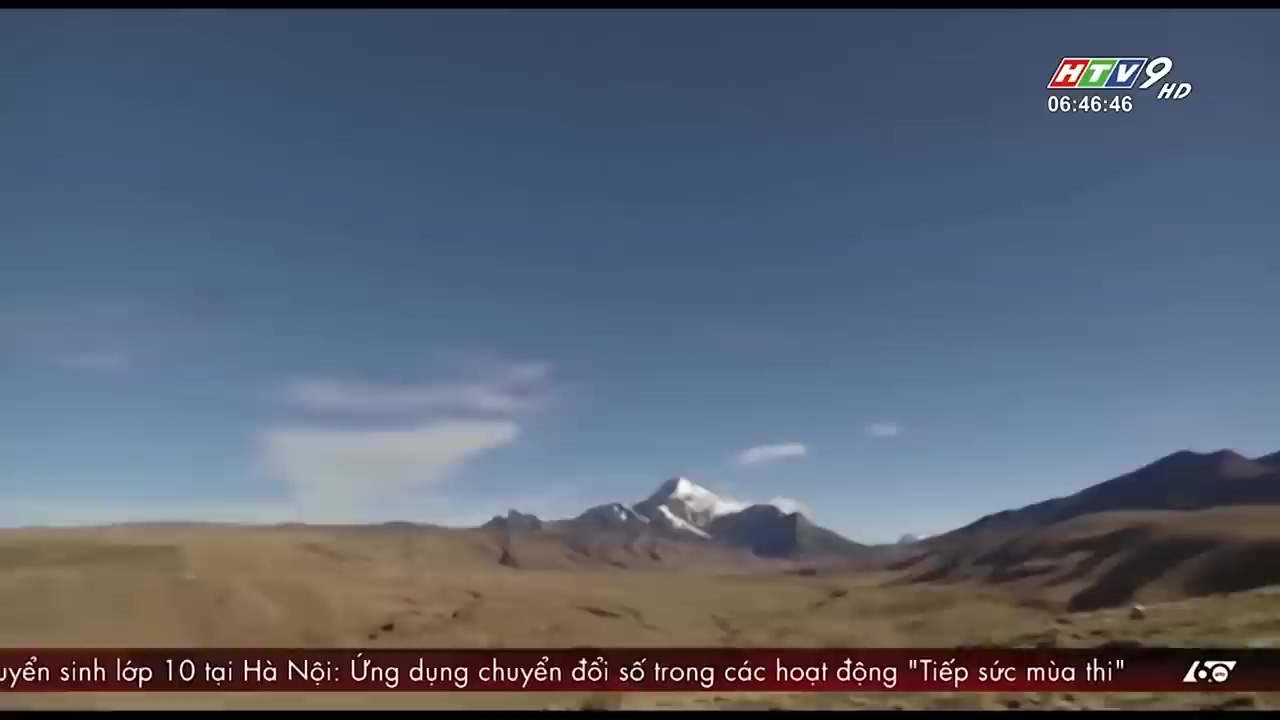 HTV9 HD
06:46:46
uyển sinh lớp 10 tại Hà Nội: Ứng dụng chuyển đổi số trong các hoạt động "Tiếp sức mùa thi"